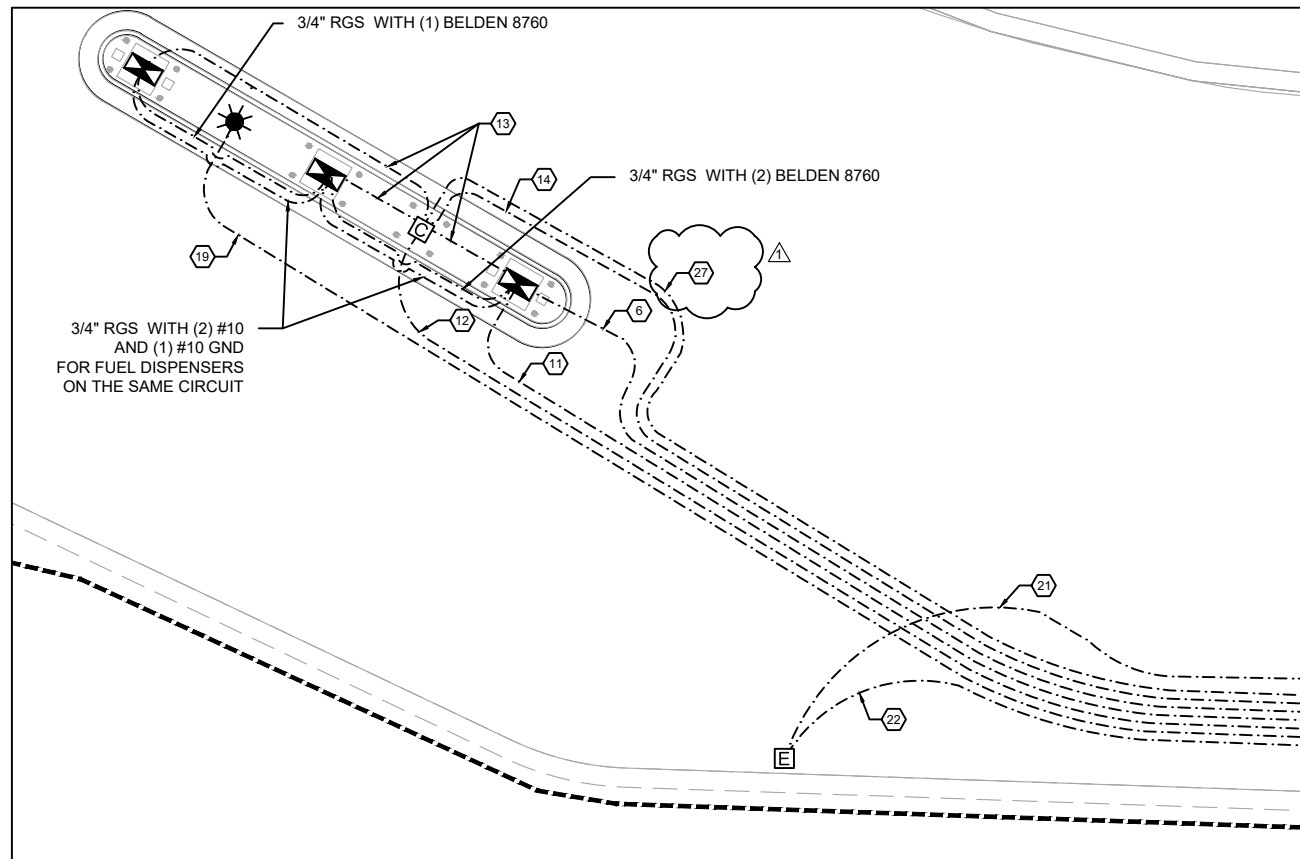 3/4" RGS WITH (1) BELDEN 8760
13
3/4" RGS WITH (2) BELDEN 8760
14
C
1
19
27
6
12
3/4" RGS WITH (2) #10
AND (1) #10 GND
FOR FUEL DISPENSERS
ON THE SAME CIRCUIT
11
21
22
E